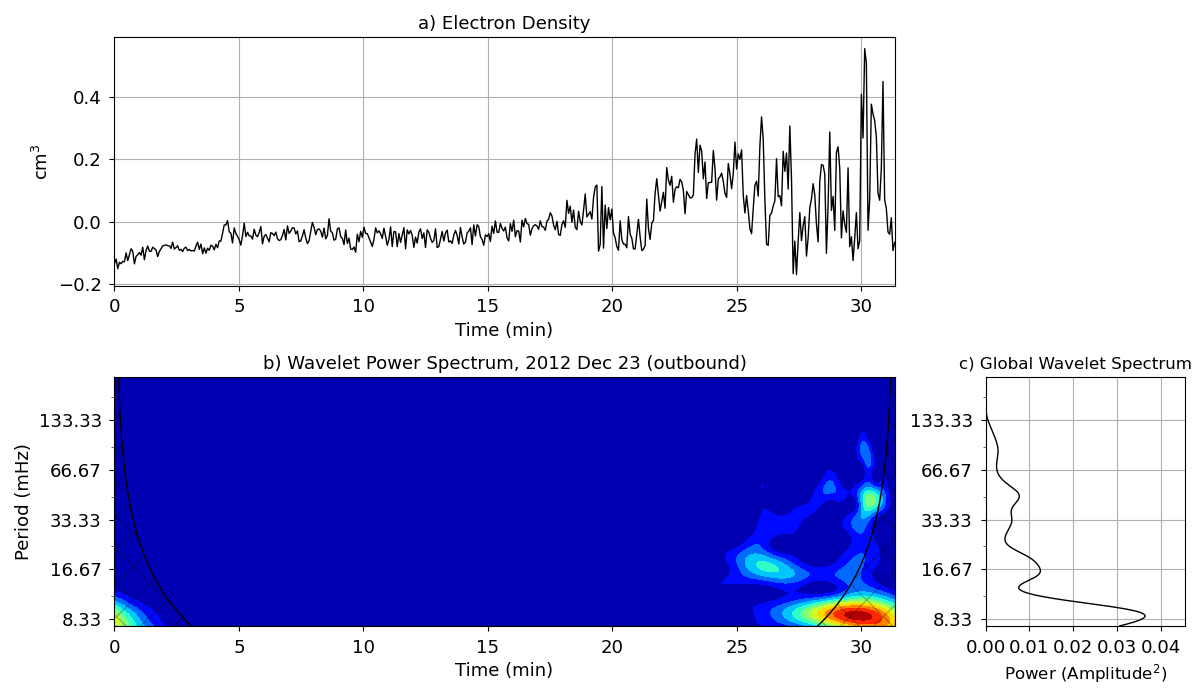 a) Electron Density
cm³
0.4
0.2
0.0
−0.2
0 5 10 15 20 25 30
Time (min)
b) Wavelet Power Spectrum, 2012 Dec 23 (outbound)
Period (mHz)
133.33
66.67
33.33
16.67
8.33
0 5 10 15 20 25 30
Time (min)
c) Global Wavelet Spectrum
133.33
66.67
33.33
16.67
8.33
0.00 0.01 0.02 0.03 0.04
Power (Amplitude²)